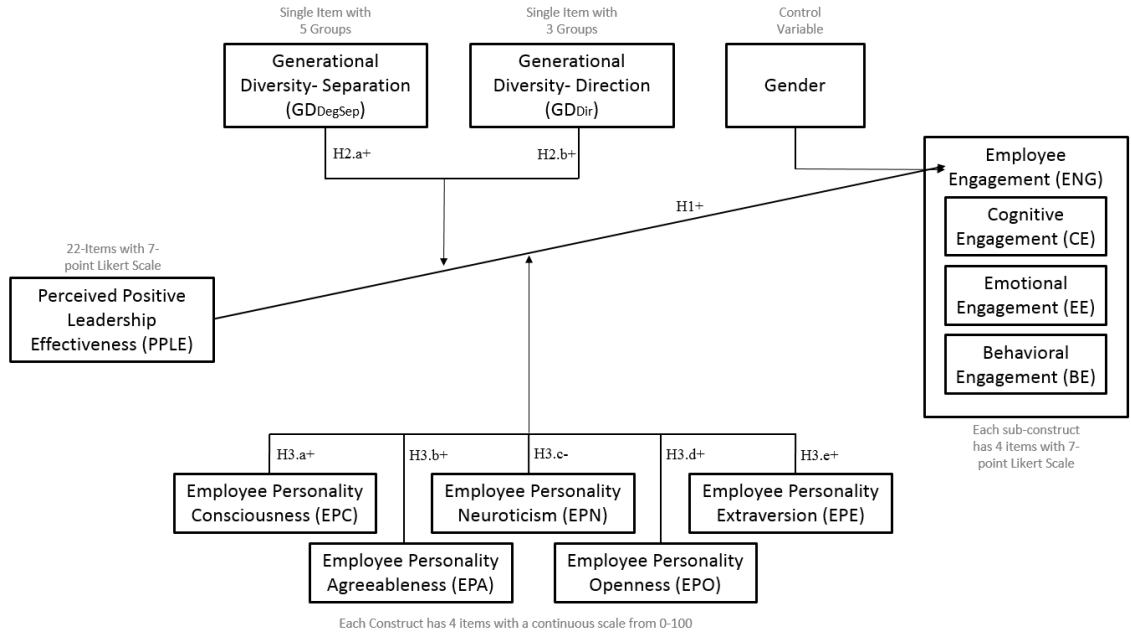 Single Item with
5 Groups
Single Item with
3 Groups
Control
Variable
Generational
Diversity- Separation
(GDDegSep)
Generational
Diversity- Direction
(GDDir)
Gender
H2.a+
H2.b+
Employee
Engagement (ENG)
H1+
Cognitive
Engagement (CE)
22-Items with 7-
point Likert Scale
Perceived Positive
Leadership
Effectiveness (PPLE)
Emotional
Engagement (EE)
Behavioral
Engagement (BE)
Each sub-construct
has 4 items with 7-
point Likert Scale
H3.a+
H3.b+
H3.c-
H3.d+
H3.e+
Employee Personality
Consciousness (EPC)
Employee Personality
Neuroticism (EPN)
Employee Personality
Extraversion (EPE)
Employee Personality
Agreeableness (EPA)
Employee Personality
Openness (EPO)
Each Construct has 4 items with a continuous scale from 0-100